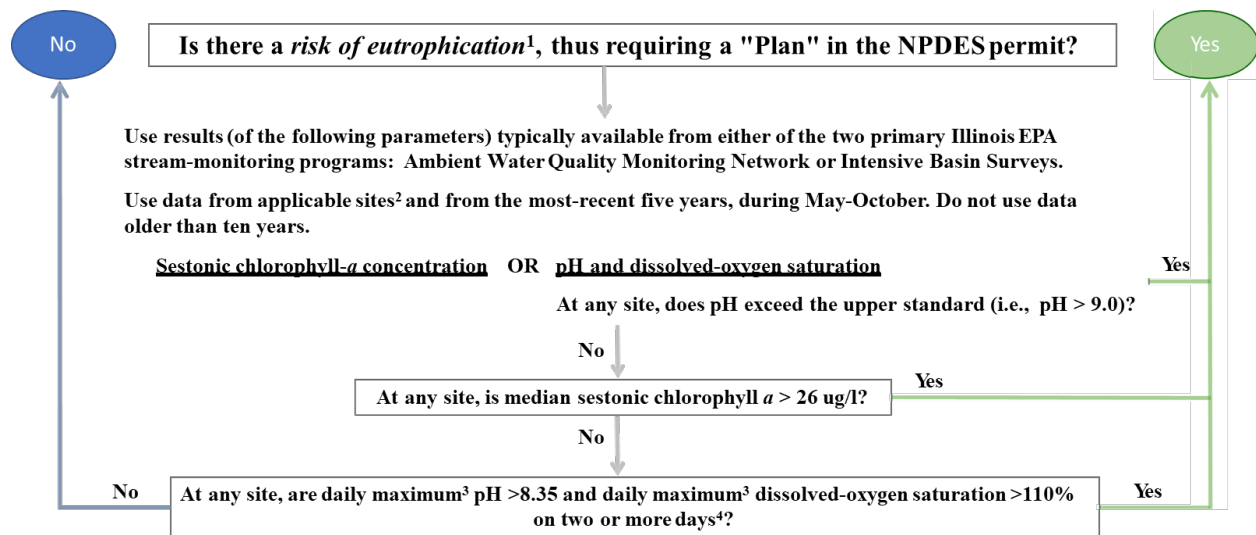 No
Is there a risk of eutrophication¹, thus requiring a "Plan" in the NPDES permit?
Yes
Use results (of the following parameters) typically available from either of the two primary Illinois EPA
stream-monitoring programs: Ambient Water Quality Monitoring Network or Intensive Basin Surveys.
Use data from applicable sites² and from the most-recent five years, during May-October. Do not use data
older than ten years.
Sestonic chlorophyll-a concentration OR pH and dissolved-oxygen saturation
Yes
At any site, does pH exceed the upper standard (i.e., pH > 9.0)?
No
At any site, is median sestonic chlorophyll a > 26 ug/l?
Yes
No
No
At any site, are daily maximum³ pH >8.35 and daily maximum³ dissolved-oxygen saturation >110%
on two or more days⁴?
Yes